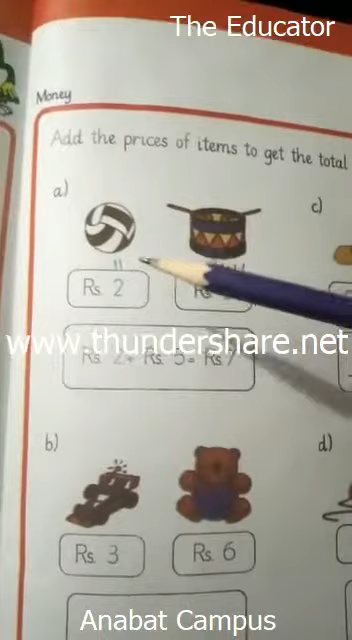 The Educator
Money
Add the prices of items to get the total
a)
c)
Rs. 2
Rs
www.thundershare.net
Rs. 2+ Rs. 5= Rs.7
b)
d)
Rs. 3
Rs. 6
Anabat Campus